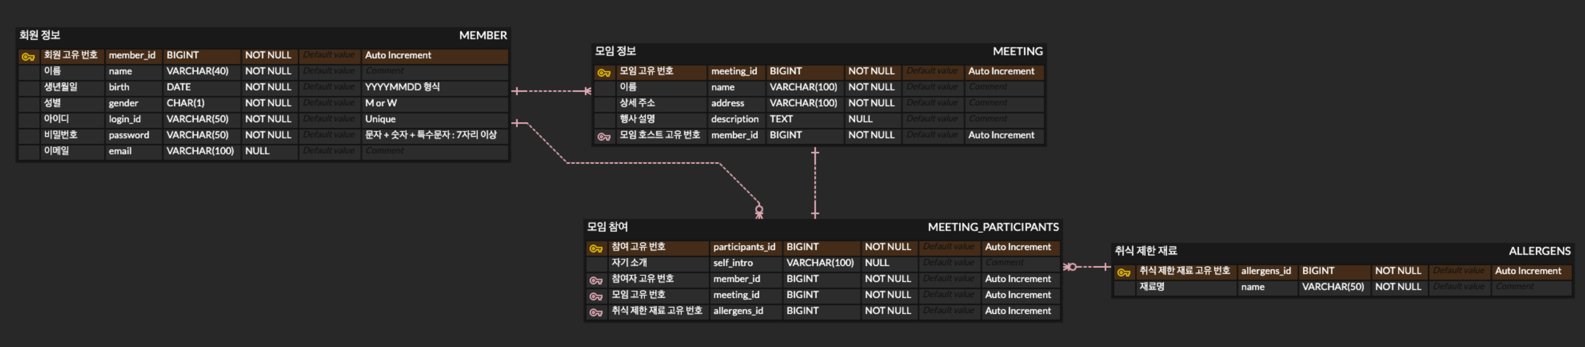 회원 정보 MEMBER
회원 고유 번호 member_id BIGINT NOT NULL Default value Auto Increment
이름 name VARCHAR(40) NOT NULL Default value Comment
생년월일 birth DATE NOT NULL Default value YYYYMMDD 형식
성별 gender CHAR(1) NOT NULL Default value M or W
아이디 login_id VARCHAR(50) NOT NULL Default value Unique
비밀번호 password VARCHAR(50) NOT NULL Default value 문자 + 숫자 + 특수문자 : 7자리 이상
이메일 email VARCHAR(100) NULL Default value Comment
모임 정보 MEETING
모임 고유 번호 meeting_id BIGINT NOT NULL Default value Auto Increment
이름 name VARCHAR(100) NOT NULL Default value Comment
상세 주소 address VARCHAR(100) NOT NULL Default value Comment
행사 설명 description TEXT NULL Default value Comment
모임 호스트 고유 번호 member_id BIGINT NOT NULL Default value Auto Increment
모임 참여 MEETING_PARTICIPANTS
참여 고유 번호 participants_id BIGINT NOT NULL Default value Auto Increment
자기 소개 self_intro VARCHAR(100) NULL Default value Comment
참여자 고유 번호 member_id BIGINT NOT NULL Default value Auto Increment
모임 고유 번호 meeting_id BIGINT NOT NULL Default value Auto Increment
취식 제한 재료 고유 번호 allergens_id BIGINT NOT NULL Default value Auto Increment
취식 제한 재료 ALLERGENS
취식 제한 재료 고유 번호 allergens_id BIGINT NOT NULL Default value Auto Increment
재료명 name VARCHAR(50) NOT NULL Default value Comment